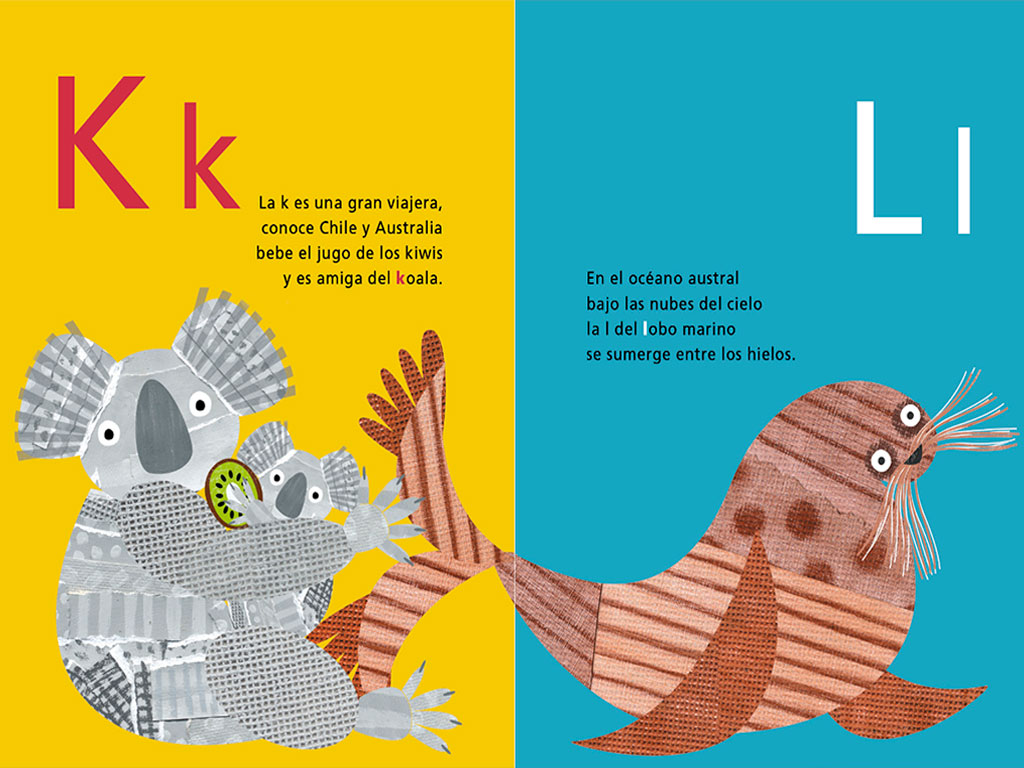 K k
La k es una gran viajera,
conoce Chile y Australia
bebe el jugo de los kiwis
y es amiga del koala.
L l
En el océano austral
bajo las nubes del cielo
la l del lobo marino
se sumerge entre los hielos.